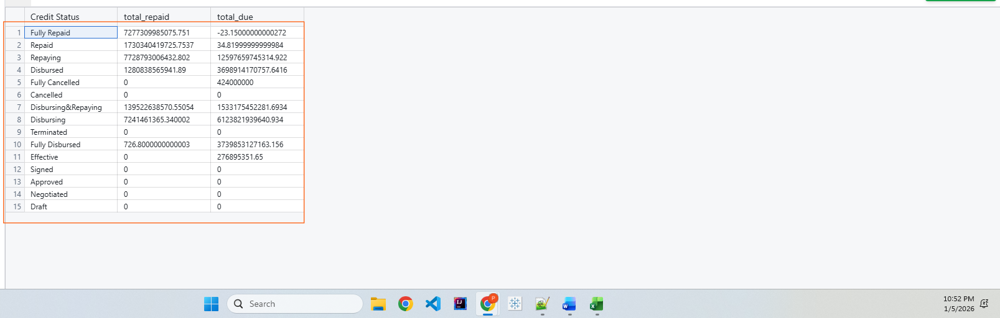 Credit Status total_repaid total_due
1 Fully Repaid 7277309985075.751 -23.15000000000272
2 Repaid 1730340419725.7537 34.81999999999984
3 Repaying 7728793006432.802 12597659745314.922
4 Disbursed 1280838565941.89 3698914170757.6416
5 Fully Cancelled 0 424000000
6 Cancelled 0 0
7 Disbursing&Repaying 139522638570.55054 1533175452281.6934
8 Disbursing 7241461365.340002 6123821939640.934
9 Terminated 0 0
10 Fully Disbursed 726.8000000000003 3739853127163.156
11 Effective 0 276895351.65
12 Signed 0 0
13 Approved 0 0
14 Negotiated 0 0
15 Draft 0 0
Search
P
IJ
W
X
10:52 PM
1/5/2026